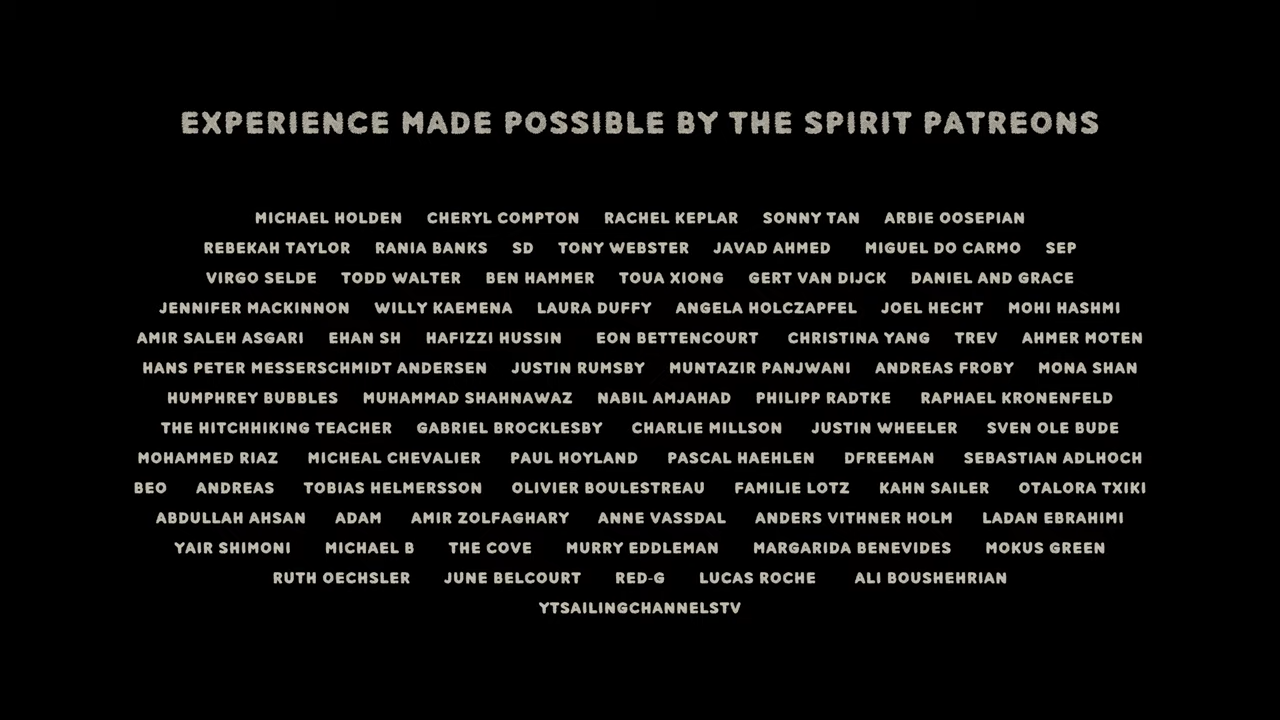 EXPERIENCE MADE POSSIBLE BY THE SPIRIT PATREONS
MICHAEL HOLDEN CHERYL COMPTON RACHEL KEPLAR SONNY TAN ARBIE OOSEPIAN
REBEKAH TAYLOR RANIA BANKS SD TONY WEBSTER JAVAD AHMED MIGUEL DO CARMO SEP
VIRGO SELDE TODD WALTER BEN HAMMER TOUA XIONG GERT VAN DIJCK DANIEL AND GRACE
JENNIFER MACKINNON WILLY KAEMENA LAURA DUFFY ANGELA HOLCZAPFEL JOEL HECHT MOHI HASHMI
AMIR SALEH ASGARI EHAN SH HAFIZZI HUSSIN EON BETTENCOURT CHRISTINA YANG TREV AHMER MOTEN
HANS PETER MESSERSCHMIDT ANDERSEN JUSTIN RUMSBY MUNTAZIR PANJWANI ANDREAS FROBY MONA SHAN
HUMPHREY BUBBLES MUHAMMAD SHAHNAWAZ NABIL AMJAHAD PHILIPP RADTKE RAPHAEL KRONENFELD
THE HITCHHIKING TEACHER GABRIEL BROCKLESBY CHARLIE MILLSON JUSTIN WHEELER SVEN OLE BUDE
MOHAMMED RIAZ MICHEAL CHEVALIER PAUL HOYLAND PASCAL HAEHLEN DFREEMAN SEBASTIAN ADLHOCH
BEO ANDREAS TOBIAS HELMERSSON OLIVIER BOULESTREAU FAMILIE LOTZ KAHN SAILER OTALORA TXIKI
ABDULLAH AHSAN ADAM AMIR ZOLFAGHARY ANNE VASSDAL ANDERS VITHNER HOLM LADAN EBRAHIMI
YAIR SHIMONI MICHAEL B THE COVE MURRY EDDLEMAN MARGARIDA BENEVIDES MOKUS GREEN
RUTH OECHSLER JUNE BELCOURT RED-G LUCAS ROCHE ALI BOUSHEHRIAN
YTSAILINGCHANNELSTV